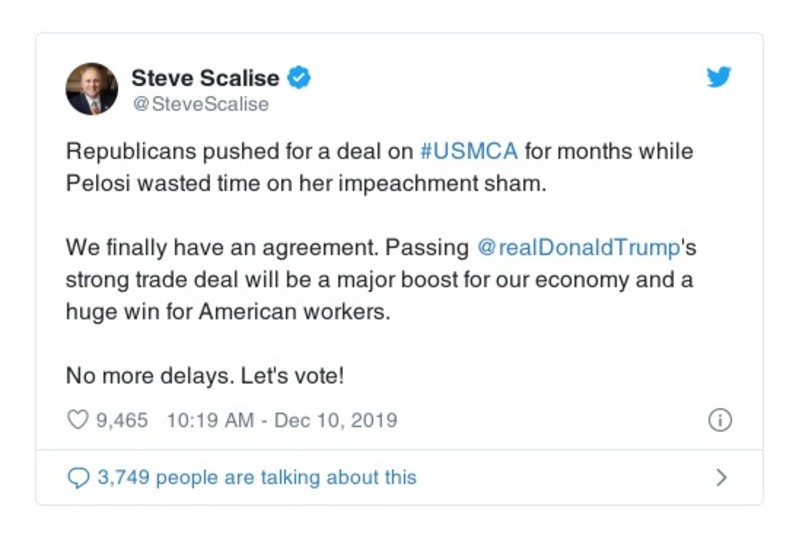 Steve Scalise
@SteveScalise
Republicans pushed for a deal on #USMCA for months while
Pelosi wasted time on her impeachment sham.
We finally have an agreement. Passing @realDonaldTrump's
strong trade deal will be a major boost for our economy and a
huge win for American workers.
No more delays. Let's vote!
9,465 10:19 AM - Dec 10, 2019
3,749 people are talking about this